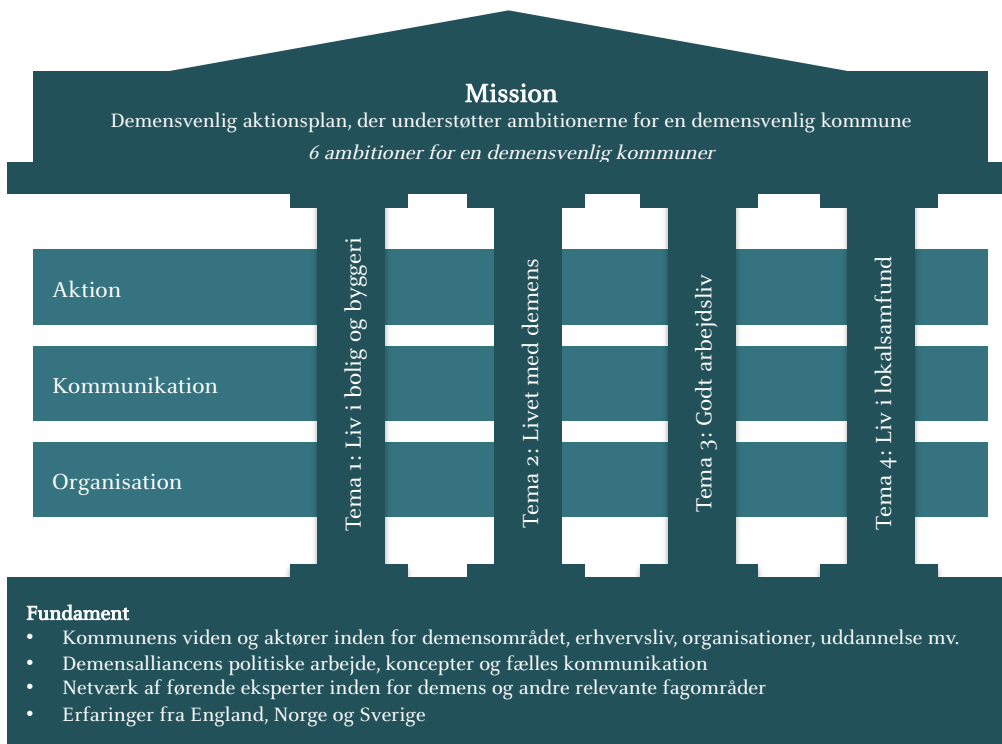 Mission
Demensvenlig aktionsplan, der understøtter ambitionerne for en demensvenlig kommune
6 ambitioner for en demensvenlig kommuner
Aktion
Kommunikation
Organisation
Tema 1: Liv i bolig og byggeri
Tema 2: Livet med demens
Tema 3: Godt arbejdsliv
Tema 4: Liv i lokalsamfund
Fundament
• Kommunens viden og aktører inden for demensområdet, erhvervsliv, organisationer, uddannelse mv.
• Demensalliancens politiske arbejde, koncepter og fælles kommunikation
• Netværk af førende eksperter inden for demens og andre relevante fagområder
• Erfaringer fra England, Norge og Sverige